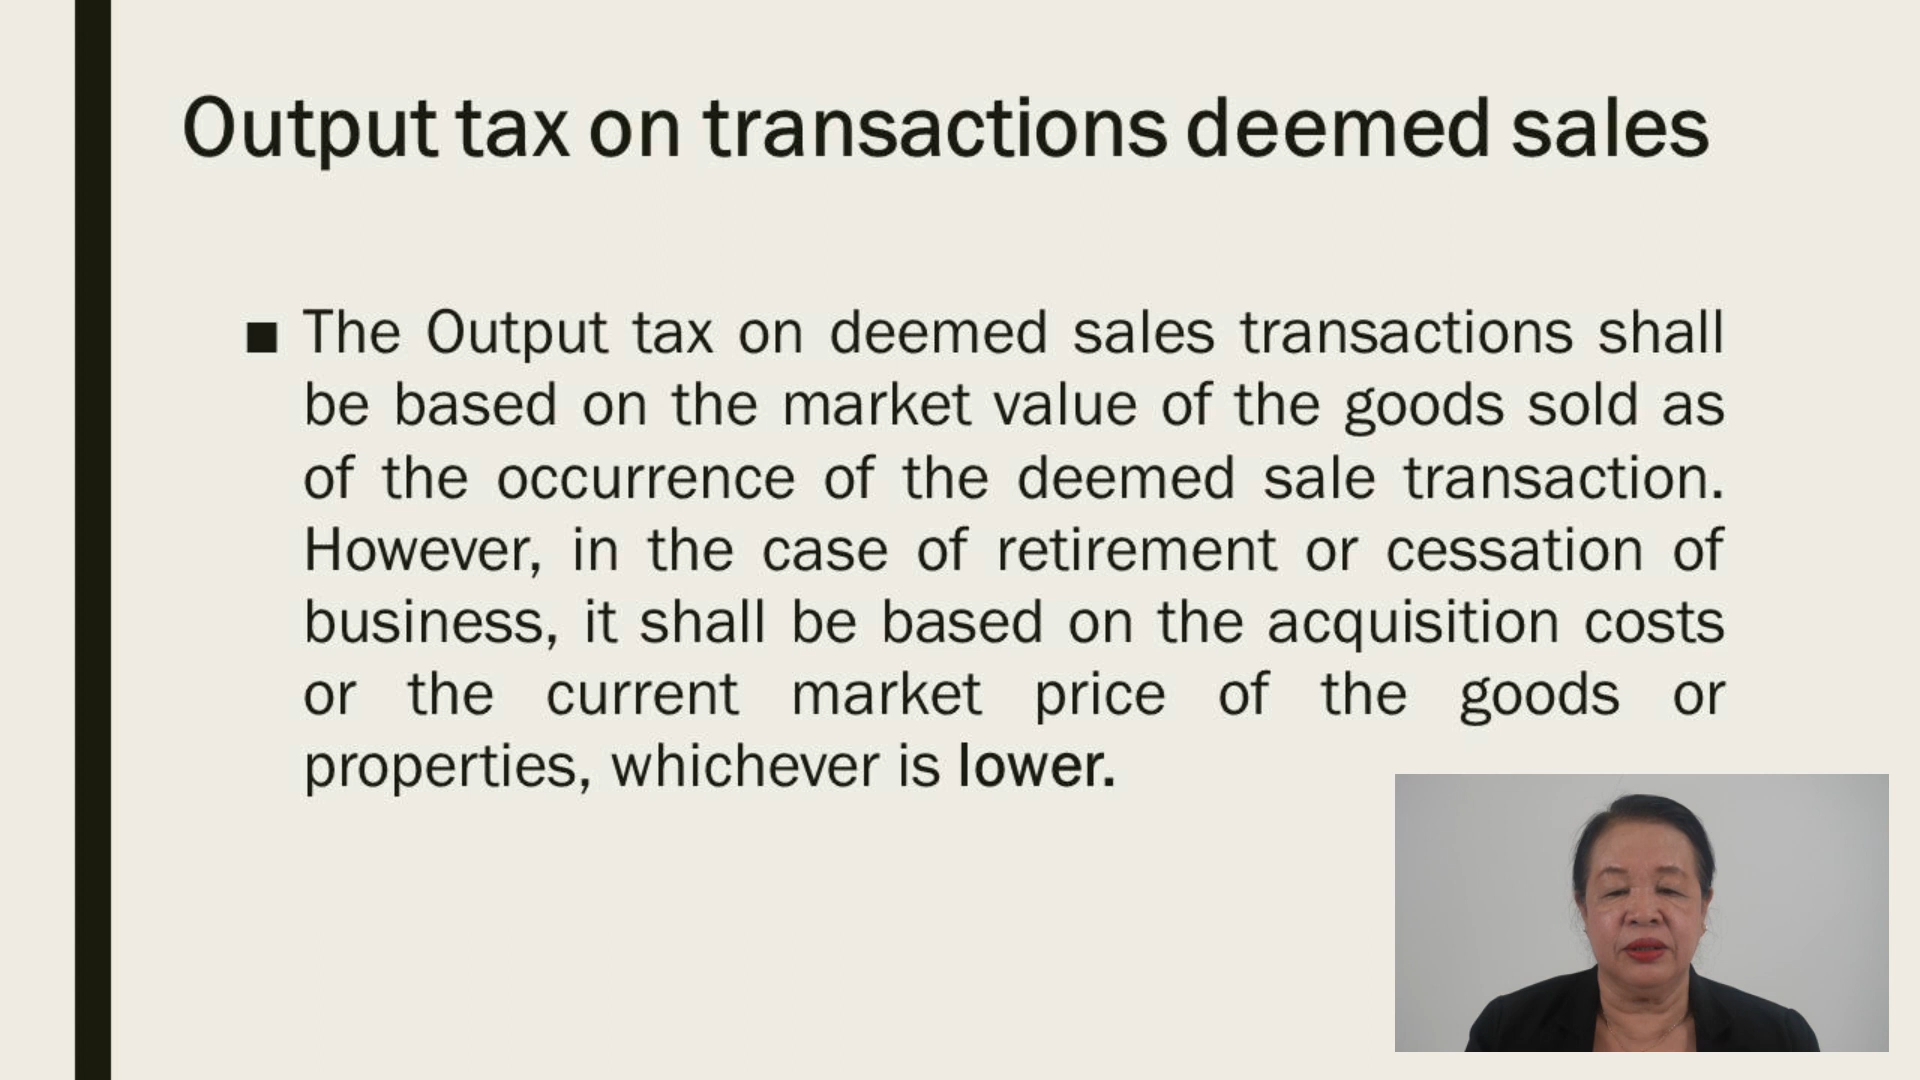 Output tax on transactions deemed sales
■ The Output tax on deemed sales transactions shall
be based on the market value of the goods sold as
of the occurrence of the deemed sale transaction.
However, in the case of retirement or cessation of
business, it shall be based on the acquisition costs
or the current market price of the goods or
properties, whichever is lower.